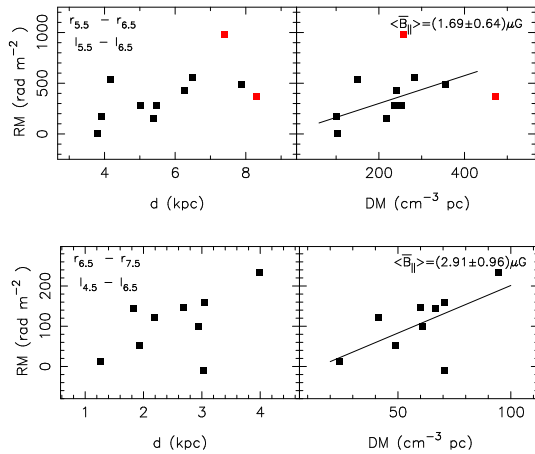 r5.5 − r6.5
l5.5 − l6.5
<B̅||>=(1.69±0.64)μG
RM (rad m−2)
1000
500
0
4 6 8
200 400
d (kpc)
DM (cm−3 pc)
r6.5 − r7.5
l4.5 − l6.5
<B̅||>=(2.91±0.96)μG
RM (rad m−2)
200
100
0
1 2 3 4
50 100
d (kpc)
DM (cm−3 pc)